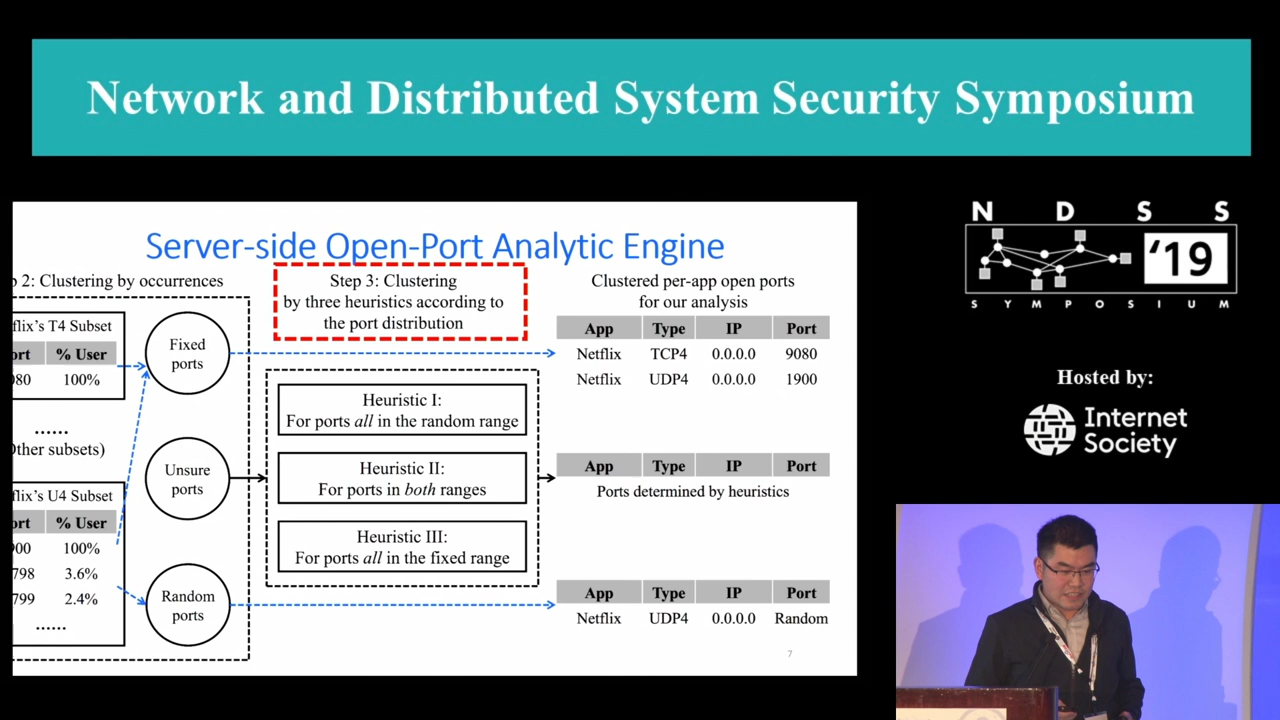 Network and Distributed System Security Symposium
Server-side Open-Port Analytic Engine
2: Clustering by occurrences
flix's T4 Subset
ort % User
080 100%
......
Other subsets)
flix's U4 Subset
ort % User
900 100%
798 3.6%
799 2.4%
......
Fixed
ports
Unsure
ports
Random
ports
Step 3: Clustering
by three heuristics according to
the port distribution
Heuristic I:
For ports all in the random range
Heuristic II:
For ports in both ranges
Heuristic III:
For ports all in the fixed range
Clustered per-app open ports
for our analysis
App Type IP Port
Netflix TCP4 0.0.0.0 9080
Netflix UDP4 0.0.0.0 1900
App Type IP Port
Ports determined by heuristics
App Type IP Port
Netflix UDP4 0.0.0.0 Random
7
N D S S
'19
S Y M P O S I U M
Hosted by:
Internet
Society